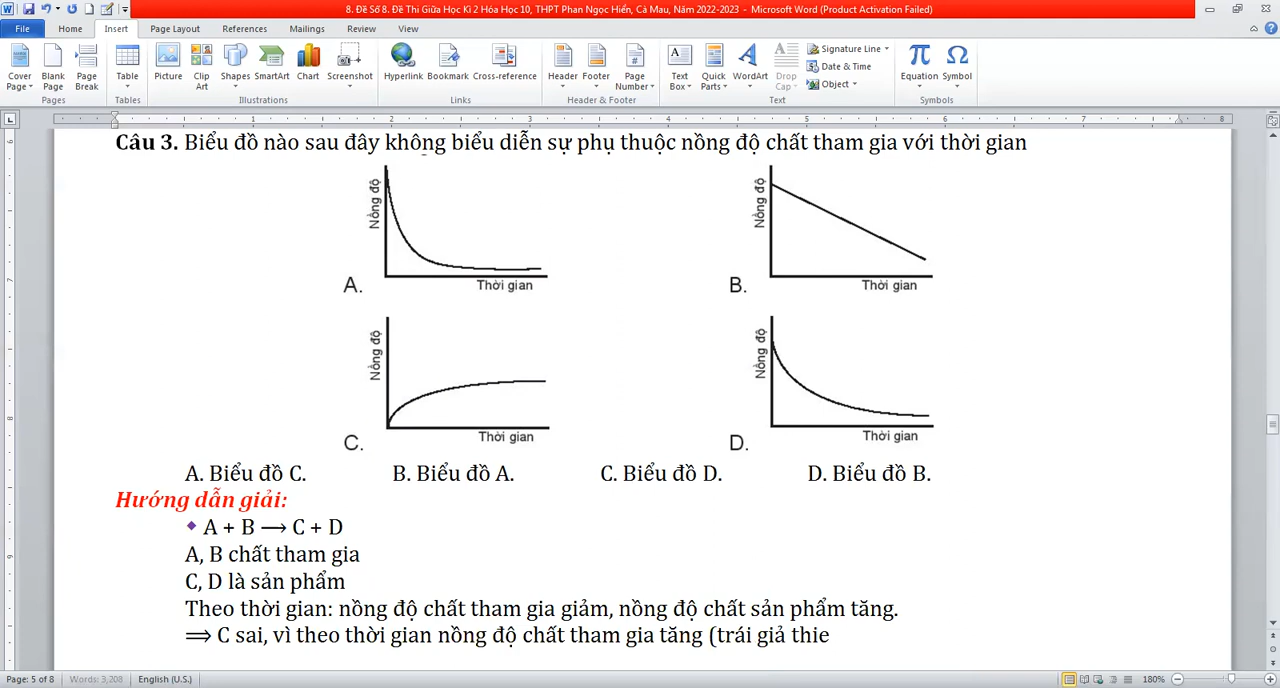 8. Đề Số 8. Đề Thi Giữa Học Kì 2 Hóa Học 10, THPT Phan Ngọc Hiển, Cà Mau, Năm 2022-2023 - Microsoft Word (Product Activation Failed)
File Home Insert Page Layout References Mailings Review View
Cover Page Blank Page Page Break Table Picture Clip Art Shapes SmartArt Chart Screenshot Hyperlink Bookmark Cross-reference Header Footer Page Number Text Box Quick Parts WordArt Drop Cap Signature Line Date & Time Object Equation Symbol
Pages Tables Illustrations Links Header & Footer Text Symbols
1 2 3 4 5 6 7 8
Câu 3. Biểu đồ nào sau đây không biểu diễn sự phụ thuộc nồng độ chất tham gia với thời gian
Nồng độ Nồng độ
A. Thời gian B. Thời gian
Nồng độ Nồng độ
C. Thời gian D. Thời gian
A. Biểu đồ C. B. Biểu đồ A. C. Biểu đồ D. D. Biểu đồ B.
Hướng dẫn giải:
A + B ⟶ C + D
A, B chất tham gia
C, D là sản phẩm
Theo thời gian: nồng độ chất tham gia giảm, nồng độ chất sản phẩm tăng.
⟹ C sai, vì theo thời gian nồng độ chất tham gia tăng (trái giả thie
Page: 5 of 8 Words: 3,208 English (U.S.) 180%